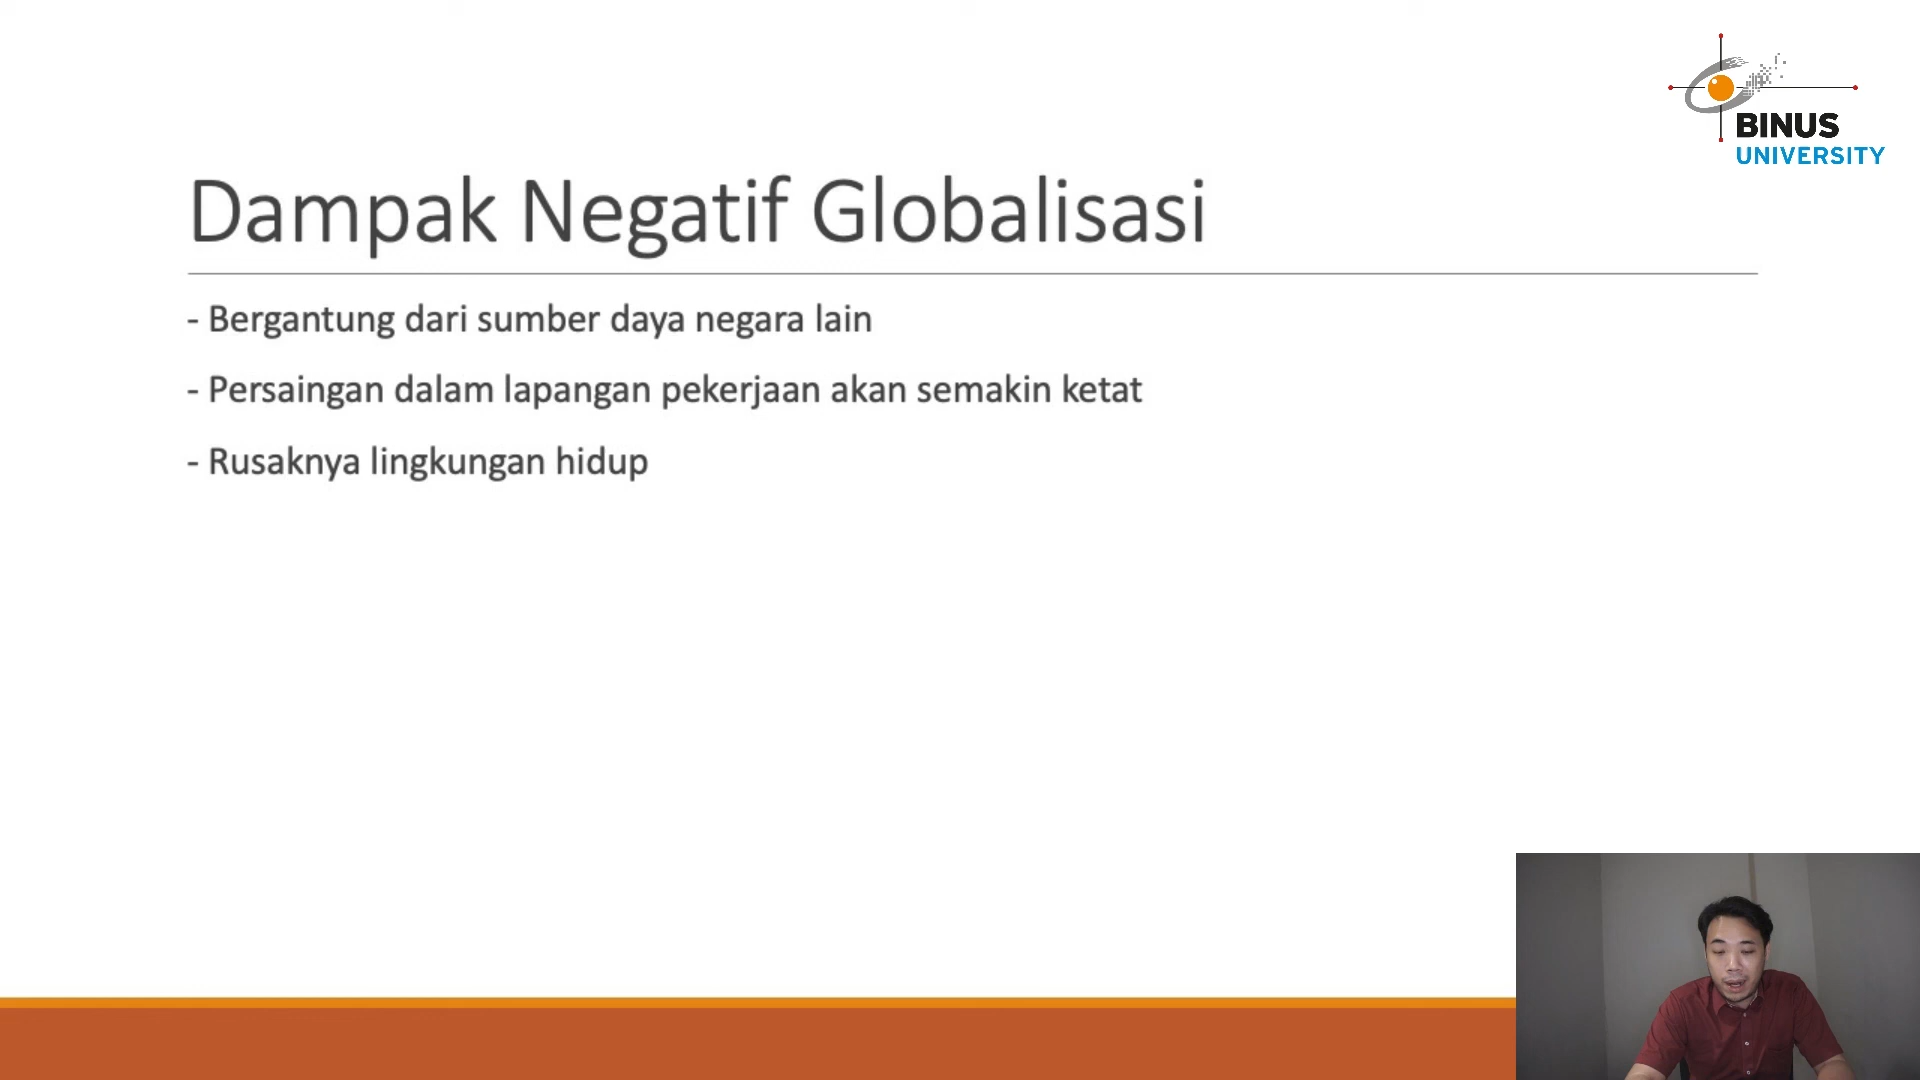 BINUS
UNIVERSITY
Dampak Negatif Globalisasi
- Bergantung dari sumber daya negara lain
- Persaingan dalam lapangan pekerjaan akan semakin ketat
- Rusaknya lingkungan hidup